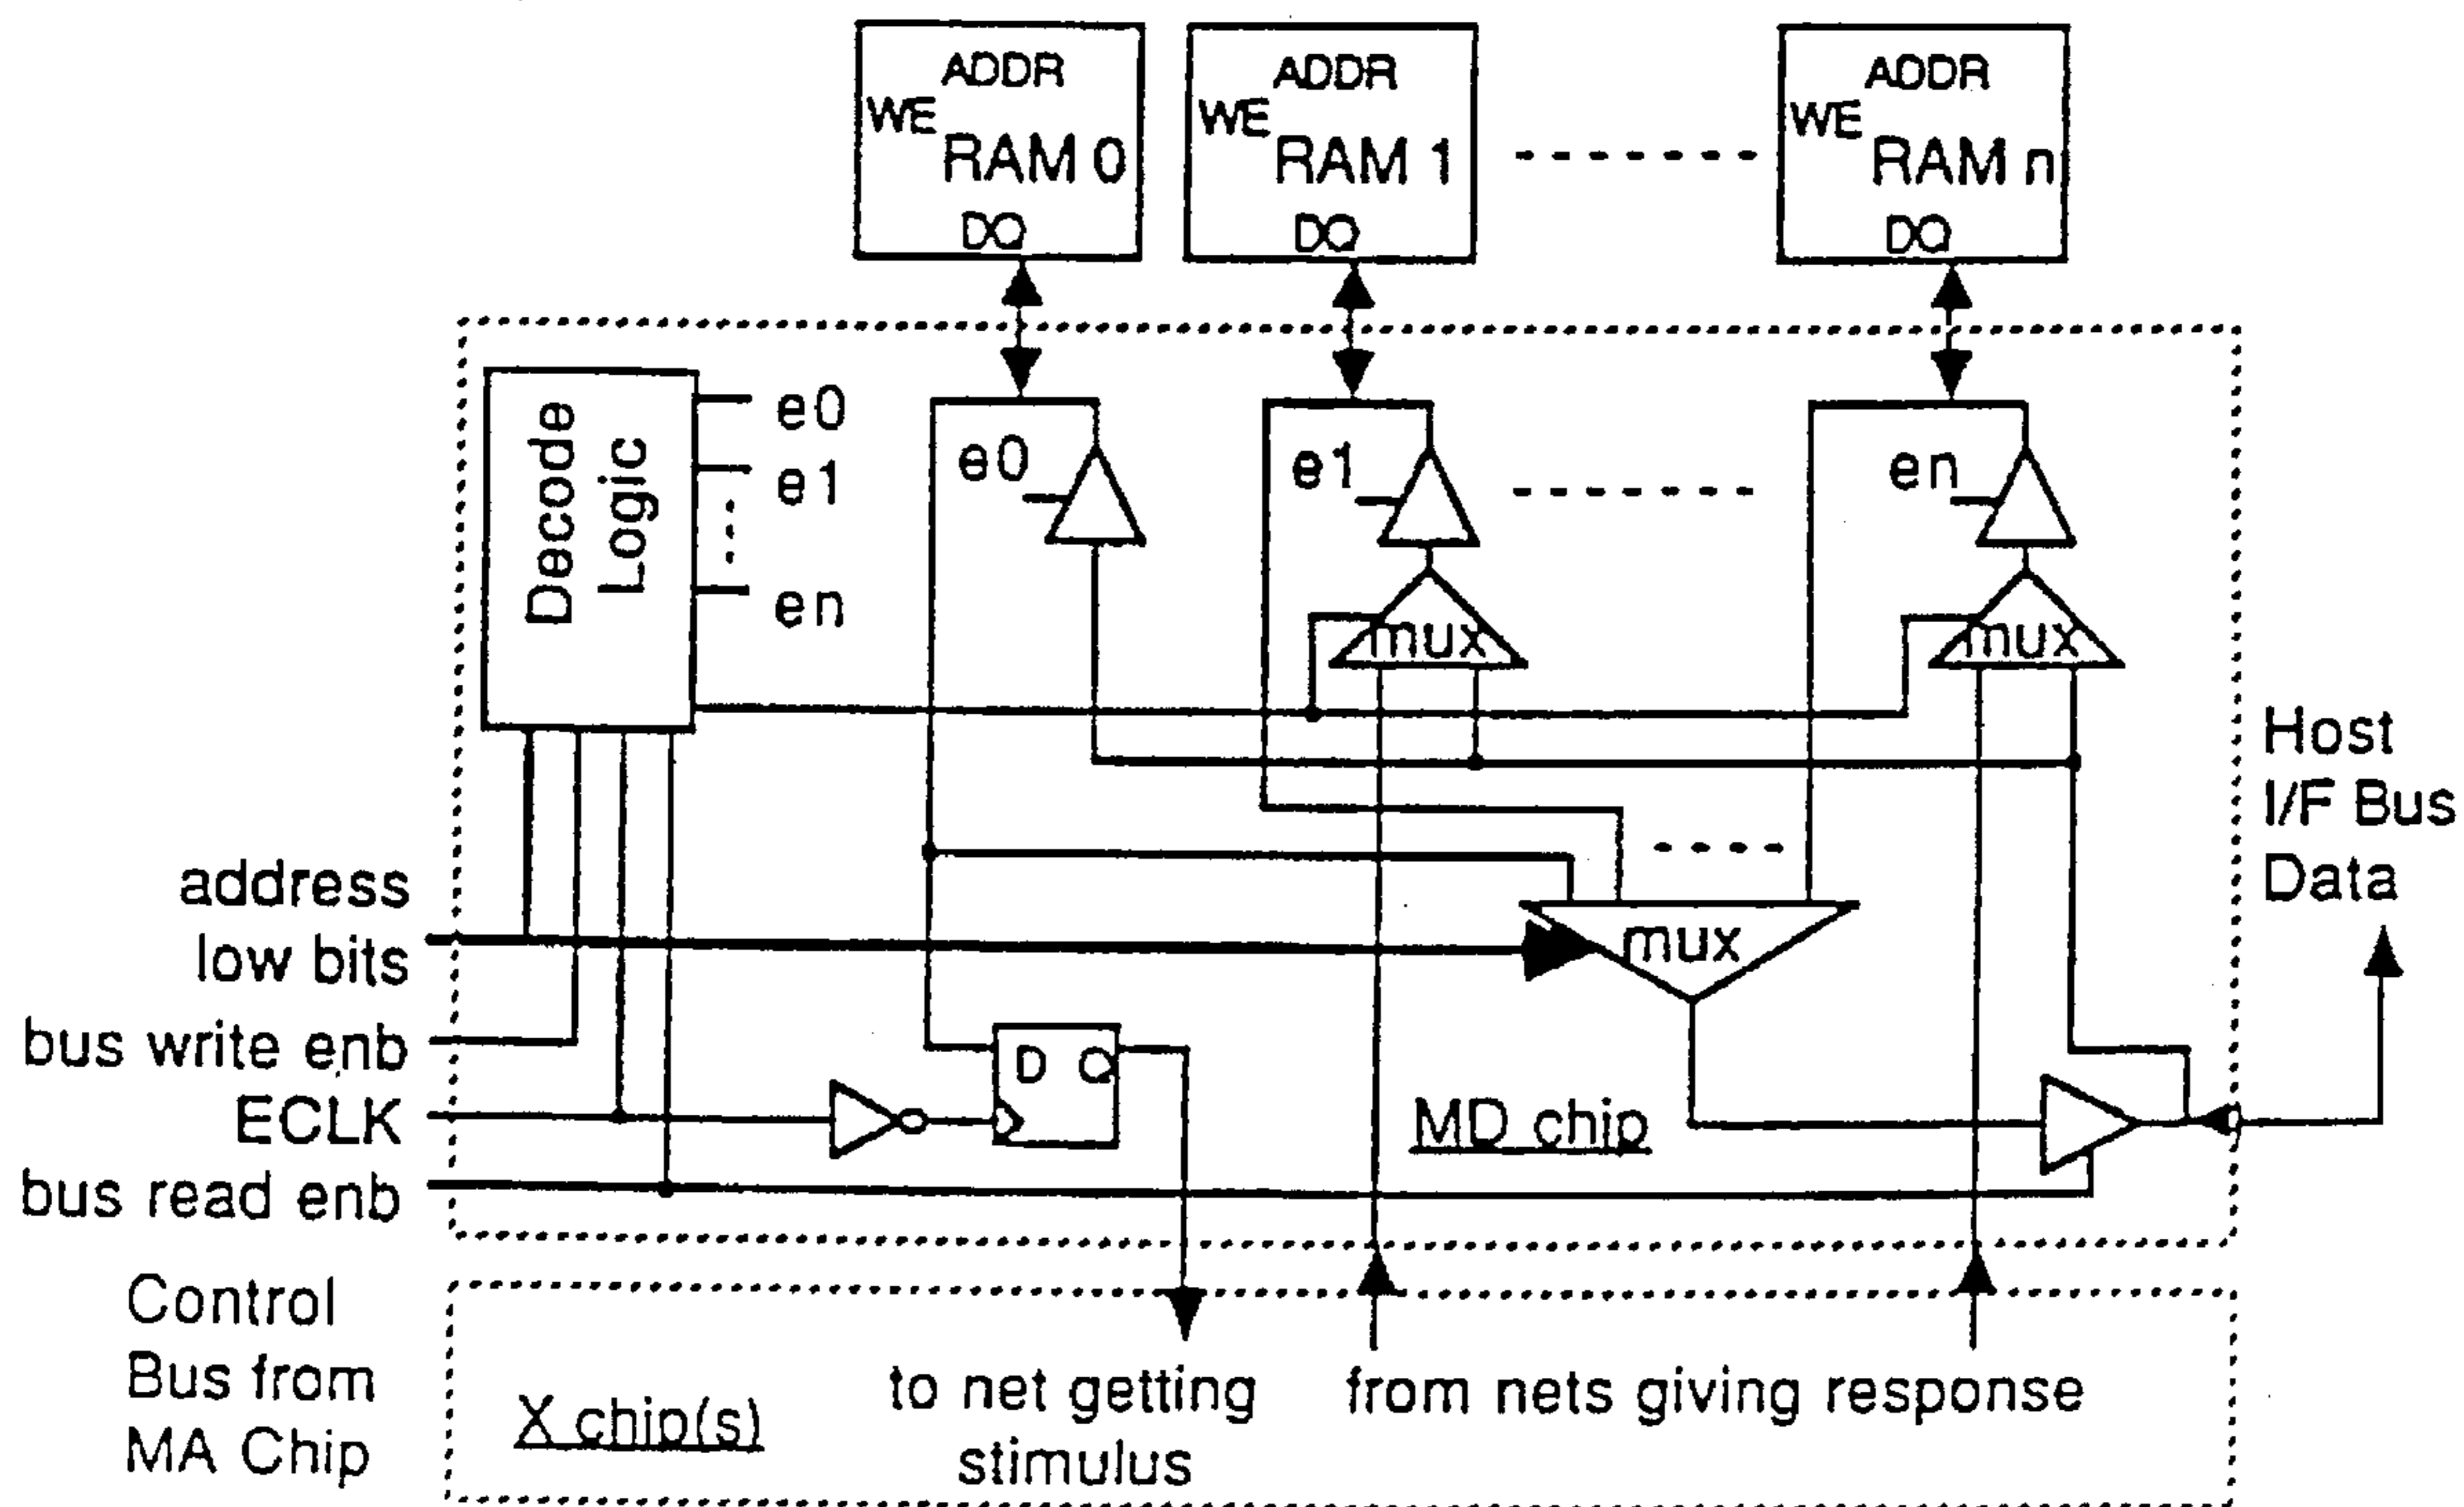 ADDR
WE
RAM 0
DQ
ADDR
WE
RAM 1
DQ
ADDR
WE
RAM n
DQ
Decode
Logic
e0
e1
en
e0
e1
en
mux
mux
Host
I/F Bus
Data
address
low bits
mux
bus write enb
D Q
ECLK
MD chip
bus read enb
Control
Bus from
MA Chip
X chip(s)
to net getting
stimulus
from nets giving response